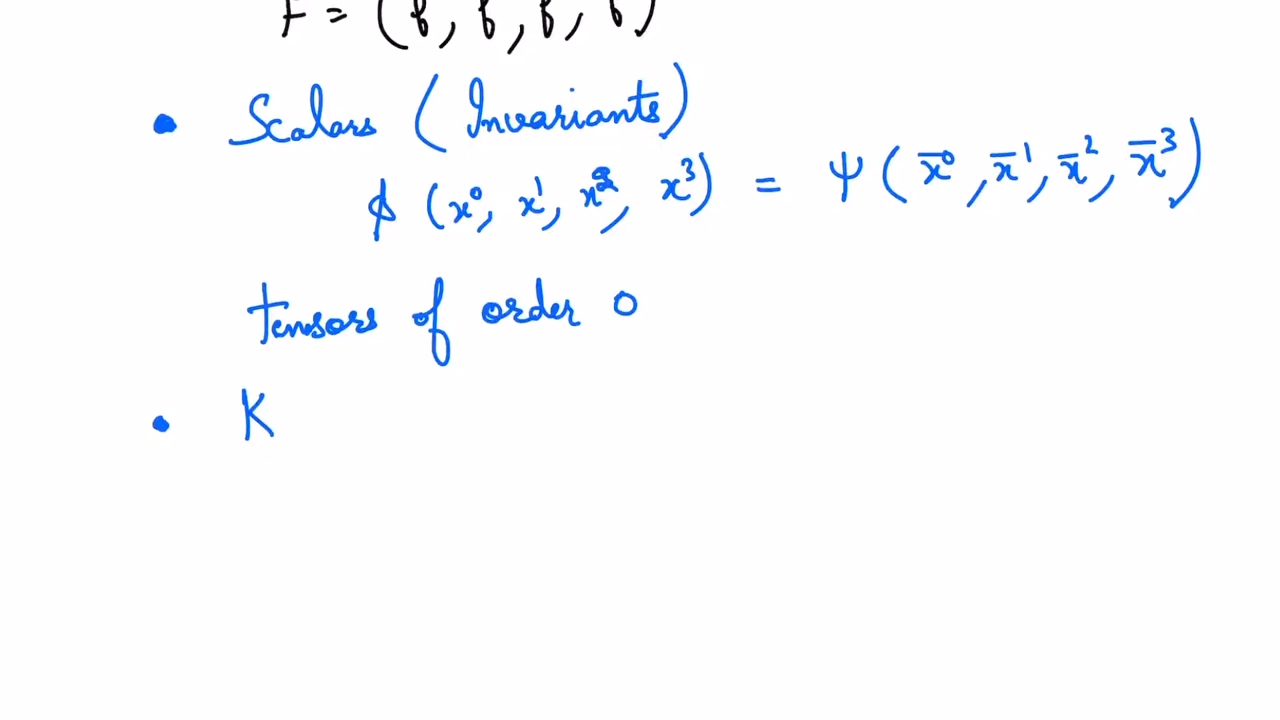 F = (f, f, f, f)
• Scalars (Invariants)
ϕ (x⁰, x¹, x², x³) = ψ (x̅⁰, x̅¹, x̅², x̅³)
tensors of order 0
• K